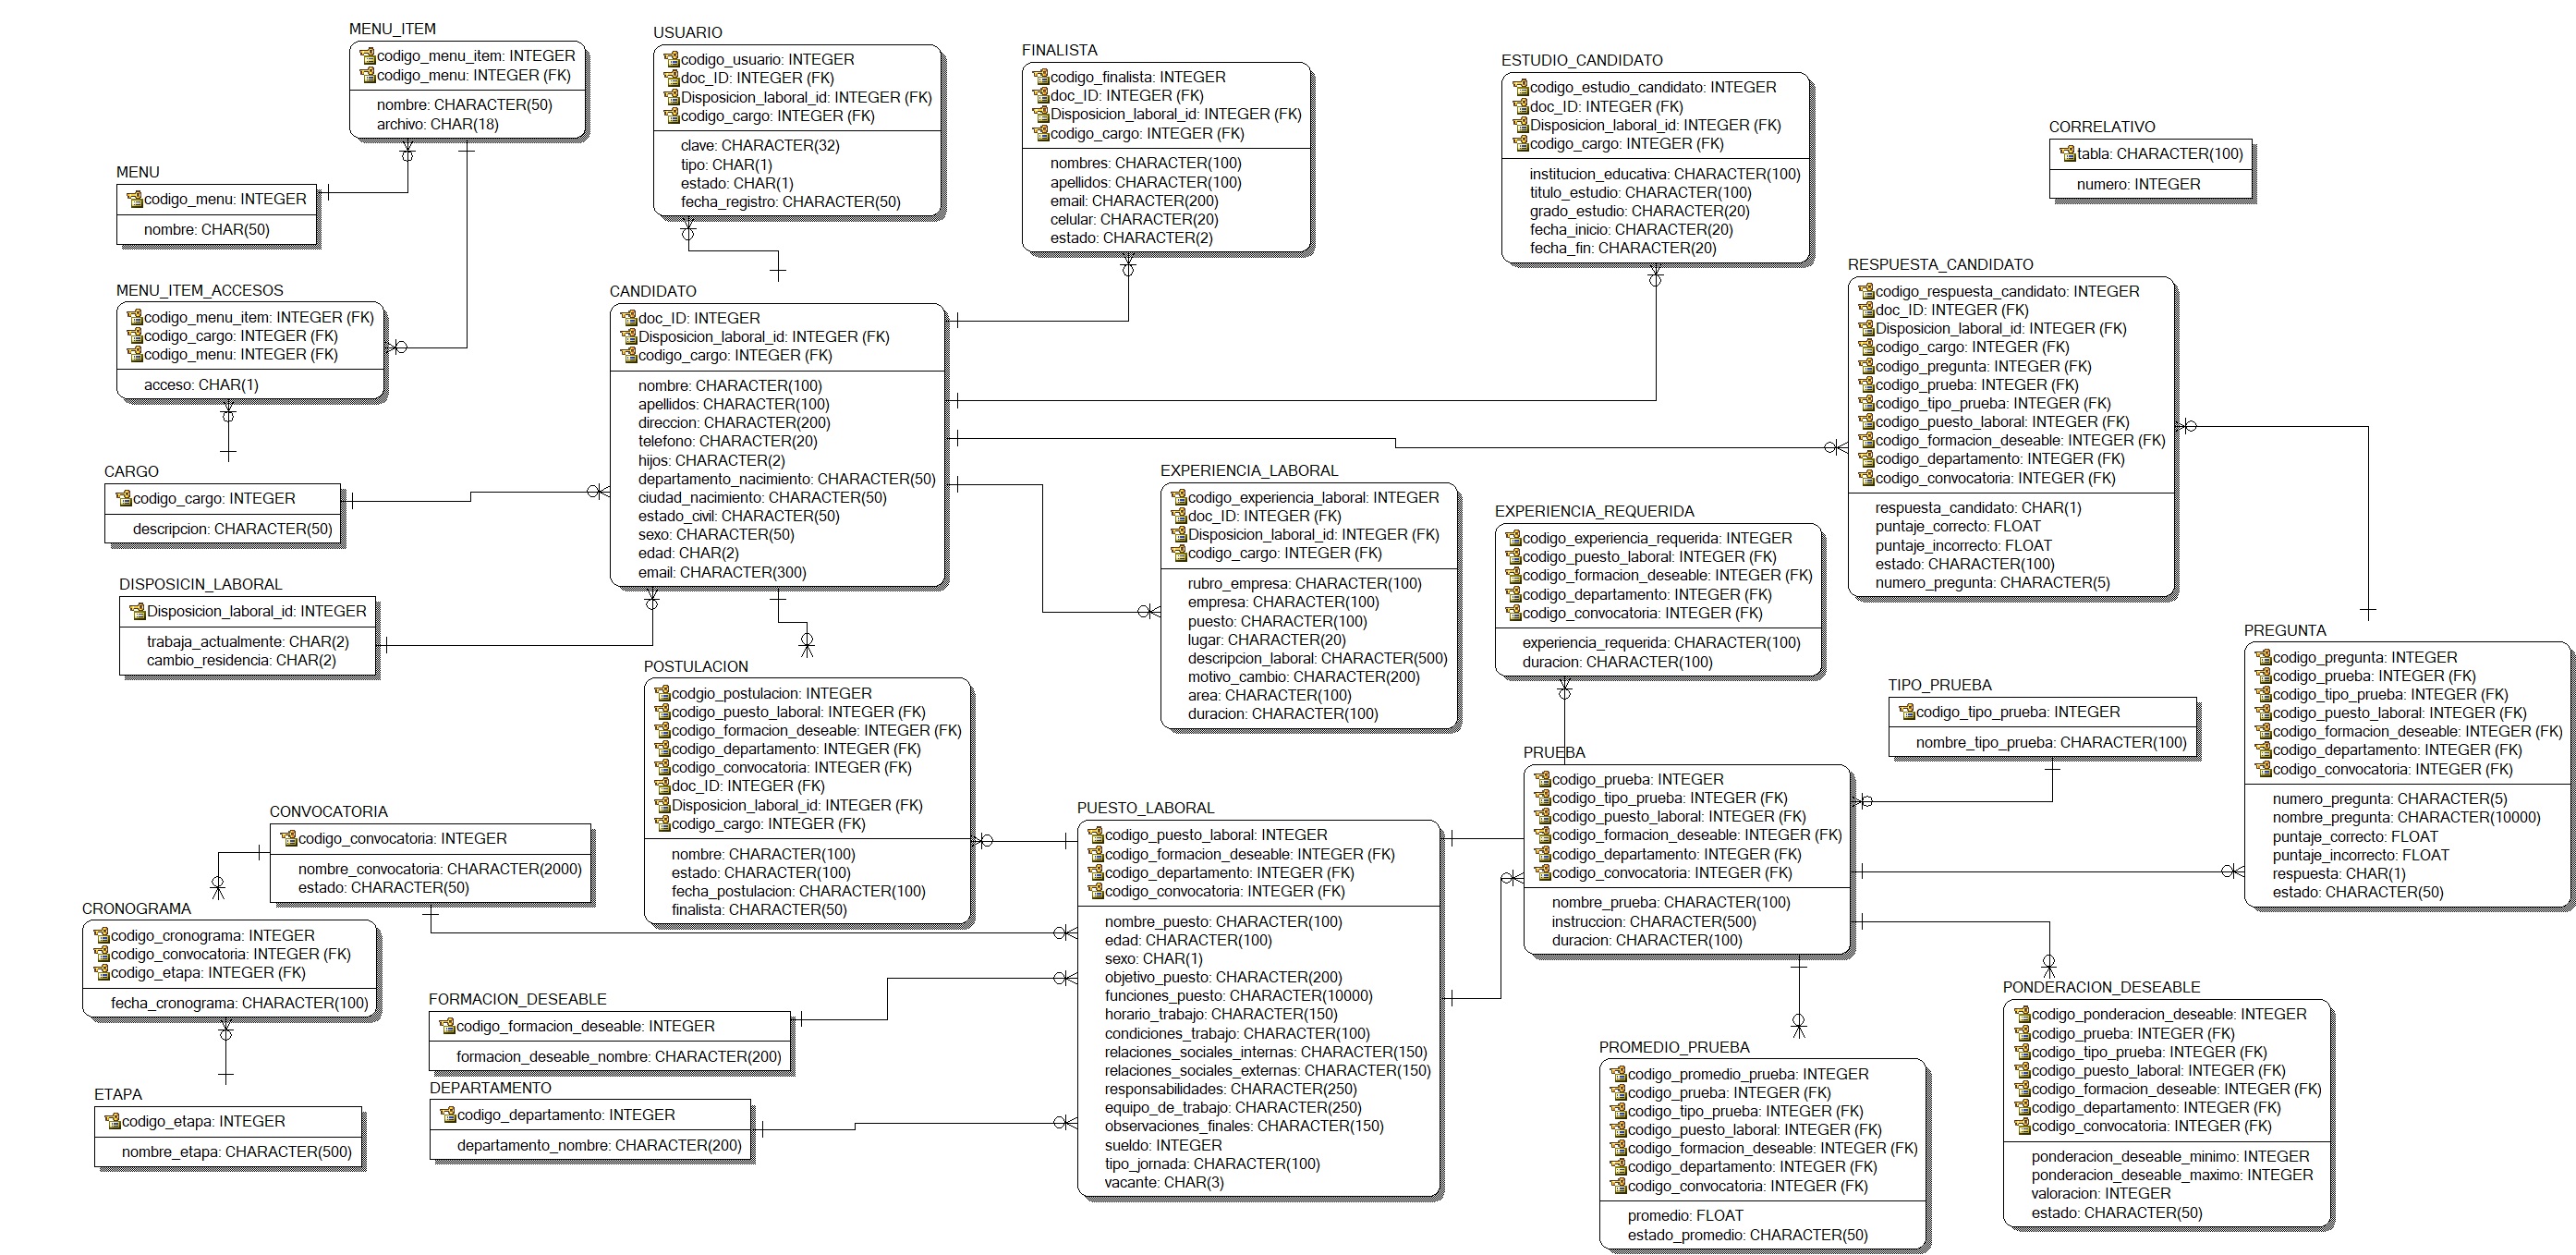 MENU_ITEM
codigo_menu_item: INTEGER
codigo_menu: INTEGER (FK)
nombre: CHARACTER(50)
archivo: CHAR(18)
USUARIO
codigo_usuario: INTEGER
doc_ID: INTEGER (FK)
Disposicion_laboral_id: INTEGER (FK)
codigo_cargo: INTEGER (FK)
clave: CHARACTER(32)
tipo: CHAR(1)
estado: CHAR(1)
fecha_registro: CHARACTER(50)
FINALISTA
codigo_finalista: INTEGER
doc_ID: INTEGER (FK)
Disposicion_laboral_id: INTEGER (FK)
codigo_cargo: INTEGER (FK)
nombres: CHARACTER(100)
apellidos: CHARACTER(100)
email: CHARACTER(200)
celular: CHARACTER(20)
estado: CHARACTER(2)
ESTUDIO_CANDIDATO
codigo_estudio_candidato: INTEGER
doc_ID: INTEGER (FK)
Disposicion_laboral_id: INTEGER (FK)
codigo_cargo: INTEGER (FK)
institucion_educativa: CHARACTER(100)
titulo_estudio: CHARACTER(100)
grado_estudio: CHARACTER(20)
fecha_inicio: CHARACTER(20)
fecha_fin: CHARACTER(20)
CORRELATIVO
tabla: CHARACTER(100)
numero: INTEGER
MENU
codigo_menu: INTEGER
nombre: CHAR(50)
MENU_ITEM_ACCESOS
codigo_menu_item: INTEGER (FK)
codigo_cargo: INTEGER (FK)
codigo_menu: INTEGER (FK)
acceso: CHAR(1)
CANDIDATO
doc_ID: INTEGER
Disposicion_laboral_id: INTEGER (FK)
codigo_cargo: INTEGER (FK)
nombre: CHARACTER(100)
apellidos: CHARACTER(100)
direccion: CHARACTER(200)
telefono: CHARACTER(20)
hijos: CHARACTER(2)
departamento_nacimiento: CHARACTER(50)
ciudad_nacimiento: CHARACTER(50)
estado_civil: CHARACTER(50)
sexo: CHARACTER(50)
edad: CHAR(2)
email: CHARACTER(300)
RESPUESTA_CANDIDATO
codigo_respuesta_candidato: INTEGER
doc_ID: INTEGER (FK)
Disposicion_laboral_id: INTEGER (FK)
codigo_cargo: INTEGER (FK)
codigo_pregunta: INTEGER (FK)
codigo_prueba: INTEGER (FK)
codigo_tipo_prueba: INTEGER (FK)
codigo_puesto_laboral: INTEGER (FK)
codigo_formacion_deseable: INTEGER (FK)
codigo_departamento: INTEGER (FK)
codigo_convocatoria: INTEGER (FK)
respuesta_candidato: CHAR(1)
puntaje_correcto: FLOAT
puntaje_incorrecto: FLOAT
estado: CHARACTER(100)
numero_pregunta: CHARACTER(5)
CARGO
codigo_cargo: INTEGER
descripcion: CHARACTER(50)
EXPERIENCIA_LABORAL
codigo_experiencia_laboral: INTEGER
doc_ID: INTEGER (FK)
Disposicion_laboral_id: INTEGER (FK)
codigo_cargo: INTEGER (FK)
rubro_empresa: CHARACTER(100)
empresa: CHARACTER(100)
puesto: CHARACTER(100)
lugar: CHARACTER(20)
descripcion_laboral: CHARACTER(500)
motivo_cambio: CHARACTER(200)
area: CHARACTER(100)
duracion: CHARACTER(100)
EXPERIENCIA_REQUERIDA
codigo_experiencia_requerida: INTEGER
codigo_puesto_laboral: INTEGER (FK)
codigo_formacion_deseable: INTEGER (FK)
codigo_departamento: INTEGER (FK)
codigo_convocatoria: INTEGER (FK)
experiencia_requerida: CHARACTER(100)
duracion: CHARACTER(100)
DISPOSICIN_LABORAL
Disposicion_laboral_id: INTEGER
trabaja_actualmente: CHAR(2)
cambio_residencia: CHAR(2)
PREGUNTA
codigo_pregunta: INTEGER
codigo_prueba: INTEGER (FK)
codigo_tipo_prueba: INTEGER (FK)
codigo_puesto_laboral: INTEGER (FK)
codigo_formacion_deseable: INTEGER (FK)
codigo_departamento: INTEGER (FK)
codigo_convocatoria: INTEGER (FK)
numero_pregunta: CHARACTER(5)
nombre_pregunta: CHARACTER(10000)
puntaje_correcto: FLOAT
puntaje_incorrecto: FLOAT
respuesta: CHAR(1)
estado: CHARACTER(50)
POSTULACION
codgio_postulacion: INTEGER
codigo_puesto_laboral: INTEGER (FK)
codigo_formacion_deseable: INTEGER (FK)
codigo_departamento: INTEGER (FK)
codigo_convocatoria: INTEGER (FK)
doc_ID: INTEGER (FK)
Disposicion_laboral_id: INTEGER (FK)
codigo_cargo: INTEGER (FK)
nombre: CHARACTER(100)
estado: CHARACTER(100)
fecha_postulacion: CHARACTER(100)
finalista: CHARACTER(50)
TIPO_PRUEBA
codigo_tipo_prueba: INTEGER
nombre_tipo_prueba: CHARACTER(100)
PRUEBA
codigo_prueba: INTEGER
codigo_tipo_prueba: INTEGER (FK)
codigo_puesto_laboral: INTEGER (FK)
codigo_formacion_deseable: INTEGER (FK)
codigo_departamento: INTEGER (FK)
codigo_convocatoria: INTEGER (FK)
nombre_prueba: CHARACTER(100)
instruccion: CHARACTER(500)
duracion: CHARACTER(100)
CONVOCATORIA
codigo_convocatoria: INTEGER
nombre_convocatoria: CHARACTER(2000)
estado: CHARACTER(50)
PUESTO_LABORAL
codigo_puesto_laboral: INTEGER
codigo_formacion_deseable: INTEGER (FK)
codigo_departamento: INTEGER (FK)
codigo_convocatoria: INTEGER (FK)
nombre_puesto: CHARACTER(100)
edad: CHARACTER(100)
sexo: CHAR(1)
objetivo_puesto: CHARACTER(200)
funciones_puesto: CHARACTER(10000)
horario_trabajo: CHARACTER(150)
condiciones_trabajo: CHARACTER(100)
relaciones_sociales_internas: CHARACTER(150)
relaciones_sociales_externas: CHARACTER(150)
responsabilidades: CHARACTER(250)
equipo_de_trabajo: CHARACTER(250)
observaciones_finales: CHARACTER(150)
sueldo: INTEGER
tipo_jornada: CHARACTER(100)
vacante: CHAR(3)
CRONOGRAMA
codigo_cronograma: INTEGER
codigo_convocatoria: INTEGER (FK)
codigo_etapa: INTEGER (FK)
fecha_cronograma: CHARACTER(100)
FORMACION_DESEABLE
codigo_formacion_deseable: INTEGER
formacion_deseable_nombre: CHARACTER(200)
PONDERACION_DESEABLE
codigo_ponderacion_deseable: INTEGER
codigo_prueba: INTEGER (FK)
codigo_tipo_prueba: INTEGER (FK)
codigo_puesto_laboral: INTEGER (FK)
codigo_formacion_deseable: INTEGER (FK)
codigo_departamento: INTEGER (FK)
codigo_convocatoria: INTEGER (FK)
ponderacion_deseable_minimo: INTEGER
ponderacion_deseable_maximo: INTEGER
valoracion: INTEGER
estado: CHARACTER(50)
PROMEDIO_PRUEBA
codigo_promedio_prueba: INTEGER
codigo_prueba: INTEGER (FK)
codigo_tipo_prueba: INTEGER (FK)
codigo_puesto_laboral: INTEGER (FK)
codigo_formacion_deseable: INTEGER (FK)
codigo_departamento: INTEGER (FK)
codigo_convocatoria: INTEGER (FK)
promedio: FLOAT
estado_promedio: CHARACTER(50)
DEPARTAMENTO
codigo_departamento: INTEGER
departamento_nombre: CHARACTER(200)
ETAPA
codigo_etapa: INTEGER
nombre_etapa: CHARACTER(500)